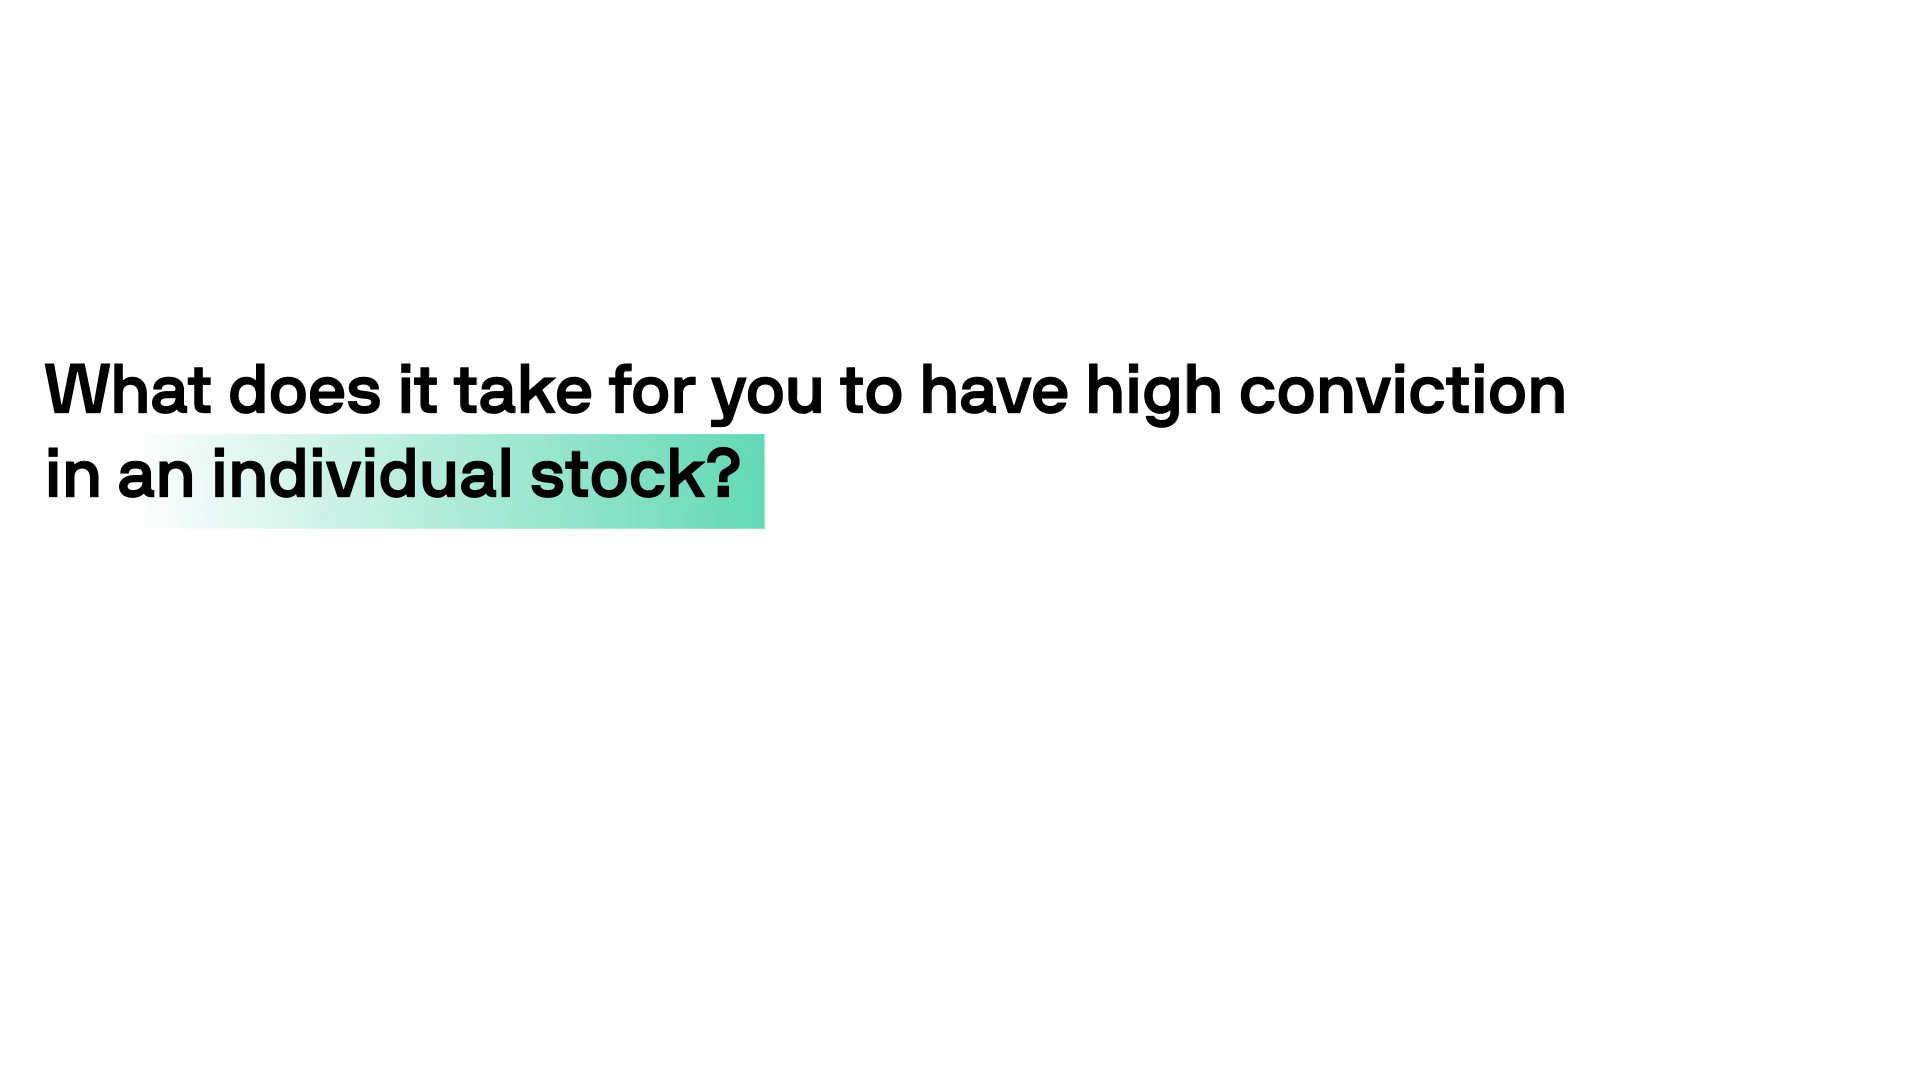 What does it take for you to have high conviction
in an individual stock?